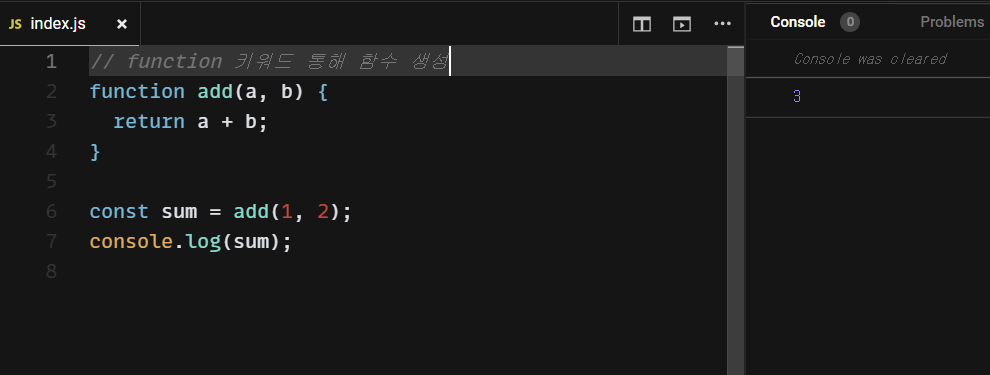 JS index.js ×
Console 0 Problems
Console was cleared
3
1 // function 키워드 통해 함수 생성
2 function add(a, b) {
3 return a + b;
4 }
5
6 const sum = add(1, 2);
7 console.log(sum);
8